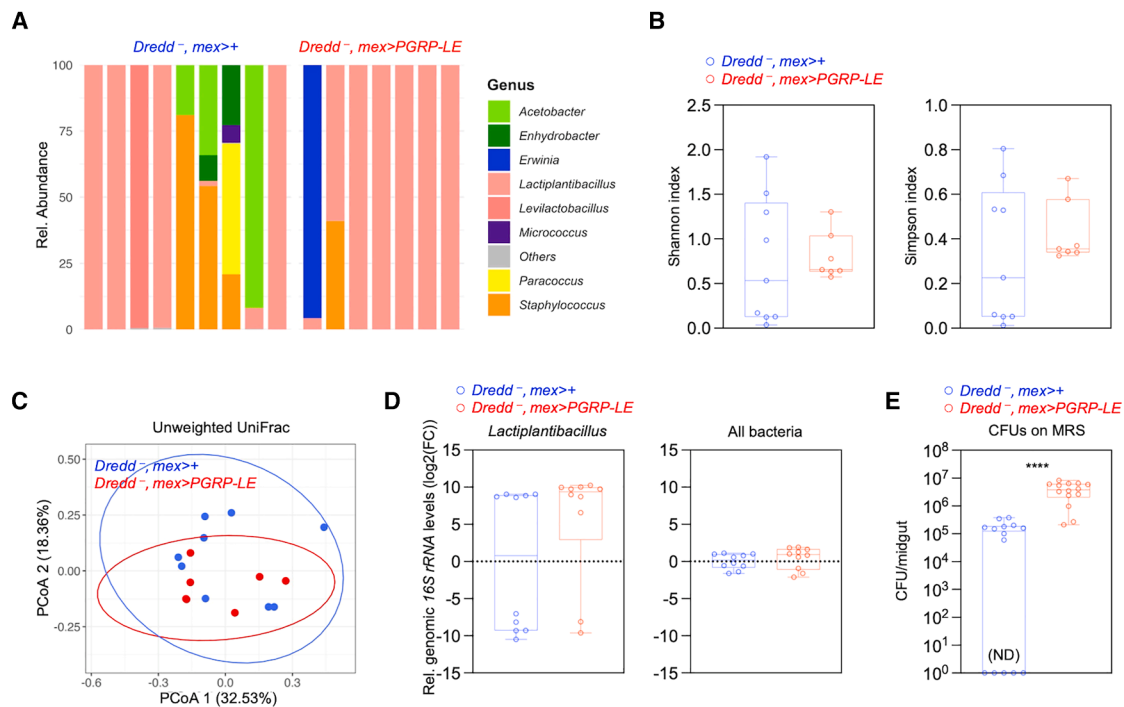 A
Dredd⁻, mex>+
Dredd⁻, mex>PGRP-LE
Rel. Abundance
100
75
50
25
0
Genus
Acetobacter
Enhydrobacter
Erwinia
Lactiplantibacillus
Levilactobacillus
Micrococcus
Others
Paracoccus
Staphylococcus
B
Dredd⁻, mex>+
Dredd⁻, mex>PGRP-LE
Shannon index
2.5
2.0
1.5
1.0
0.5
0.0
Simpson index
1.0
0.8
0.6
0.4
0.2
0.0
C
Unweighted UniFrac
Dredd⁻, mex>+
Dredd⁻, mex>PGRP-LE
PCoA 2 (18.36%)
0.50
0.25
0.00
-0.25
-0.6
-0.3
0.0
0.3
PCoA 1 (32.53%)
D
Dredd⁻, mex>+
Dredd⁻, mex>PGRP-LE
Rel. genomic 16S rRNA levels (log2(FC))
Lactiplantibacillus
15
10
5
0
-5
-10
-15
All bacteria
15
10
5
0
-5
-10
-15
E
Dredd⁻, mex>+
Dredd⁻, mex>PGRP-LE
CFUs on MRS
CFU/midgut
10⁸
10⁷
10⁶
10⁵
10⁴
10³
10²
10¹
10⁰
****
(ND)